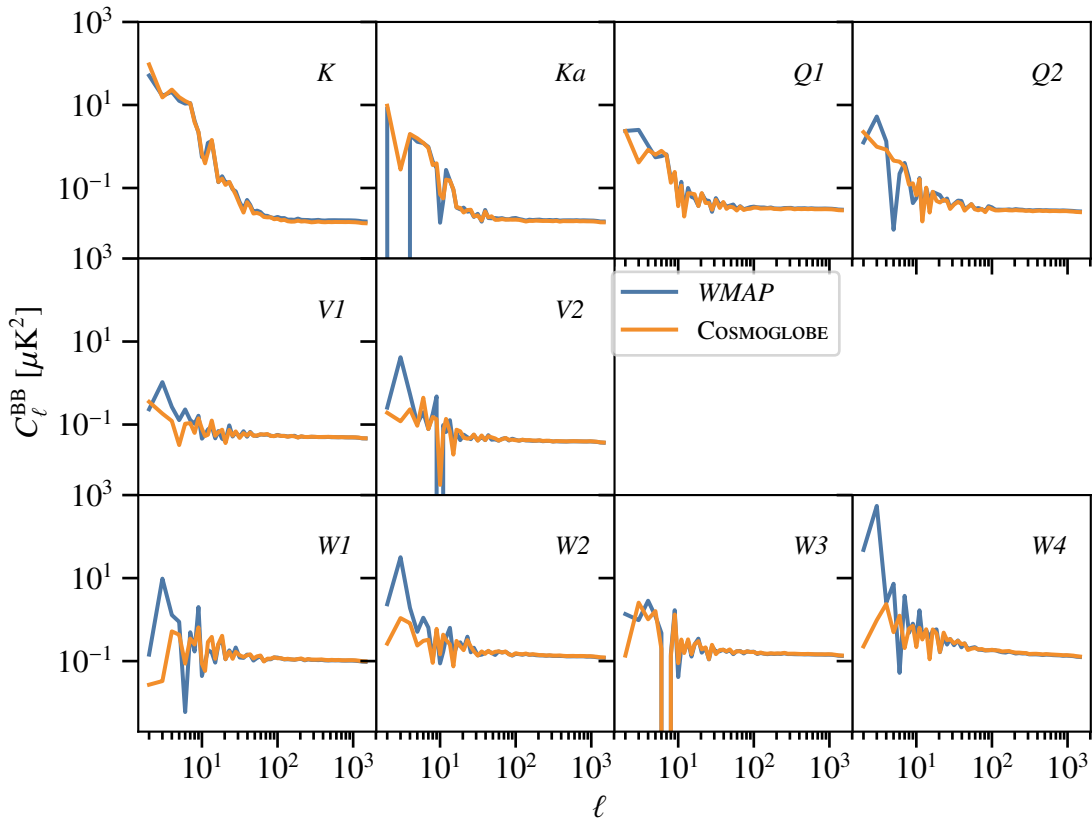 10³
K
Ka
Q1
Q2
10¹
10⁻¹
10³
V1
V2
WMAP
COSMOGLOBE
10¹
10⁻¹
C_ℓ^BB [μK²]
10³
W1
W2
W3
W4
10¹
10⁻¹
10¹ 10² 10³ 10¹ 10² 10³ 10¹ 10² 10³ 10¹ 10² 10³
ℓ